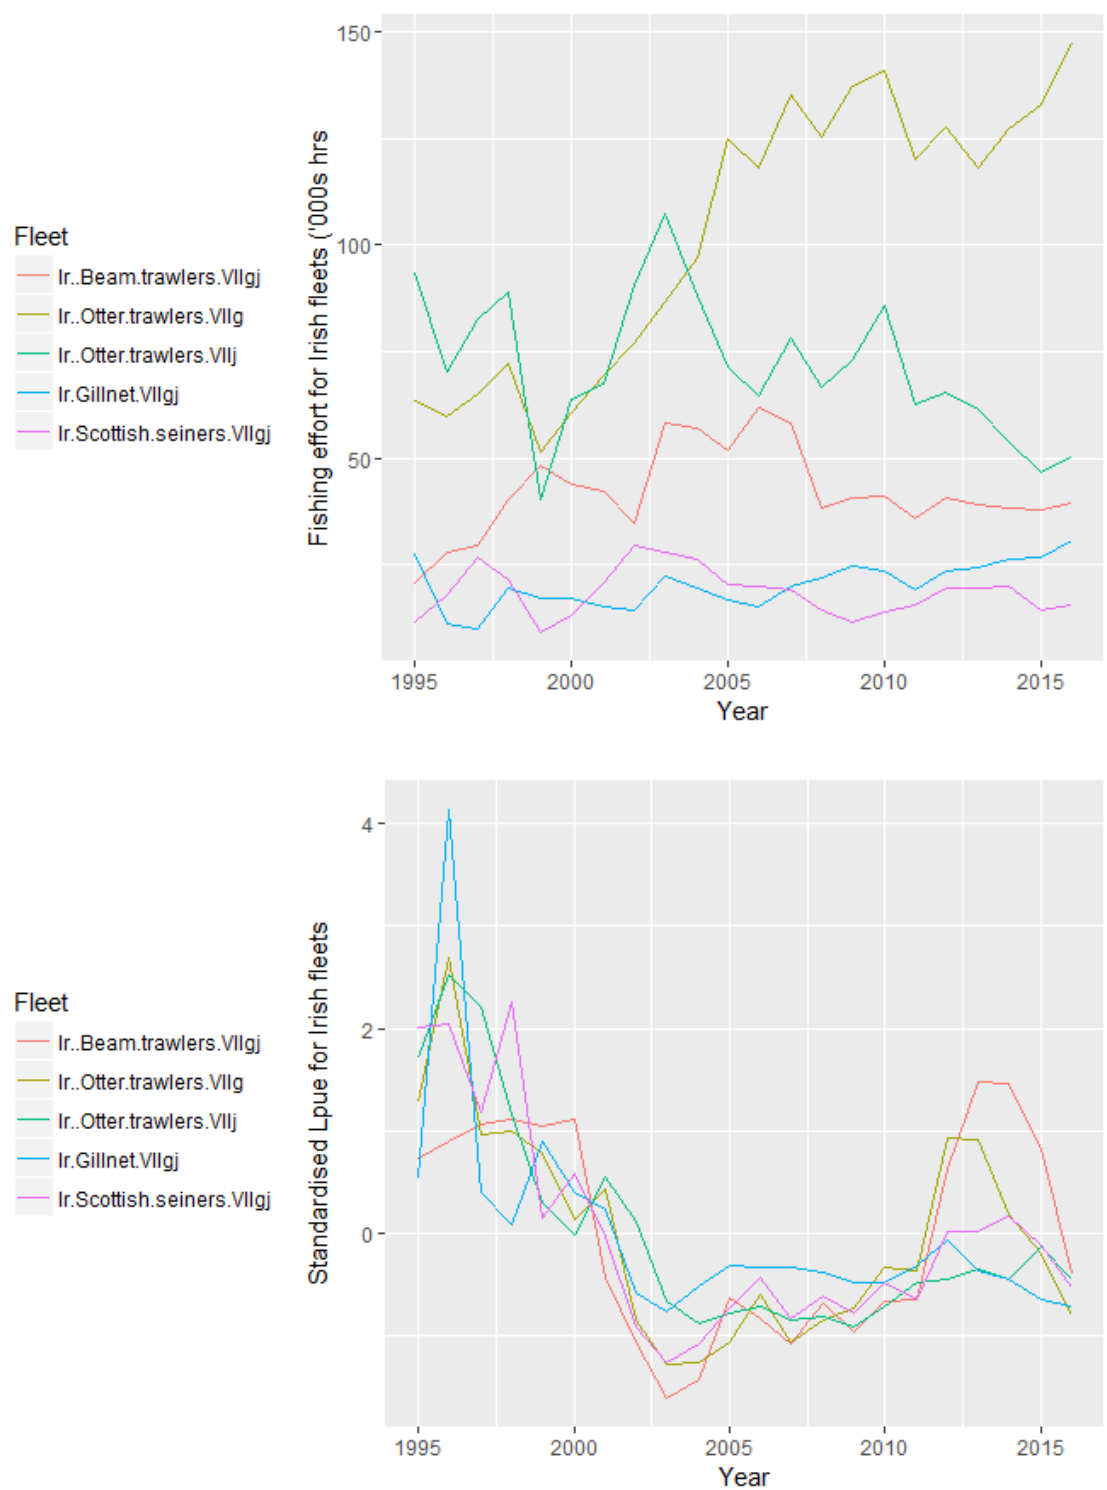 Fishing effort for Irish fleets ('000s hrs
150
100
50
1995 2000 2005 2010 2015
Year
Fleet
Ir..Beam.trawlers.VIIgj
Ir..Otter.trawlers.VIIg
Ir..Otter.trawlers.VIIj
Ir.Gillnet.VIIgj
Ir.Scottish.seiners.VIIgj
Standardised Lpue for Irish fleets
4
2
0
1995 2000 2005 2010 2015
Year
Fleet
Ir..Beam.trawlers.VIIgj
Ir..Otter.trawlers.VIIg
Ir..Otter.trawlers.VIIj
Ir.Gillnet.VIIgj
Ir.Scottish.seiners.VIIgj